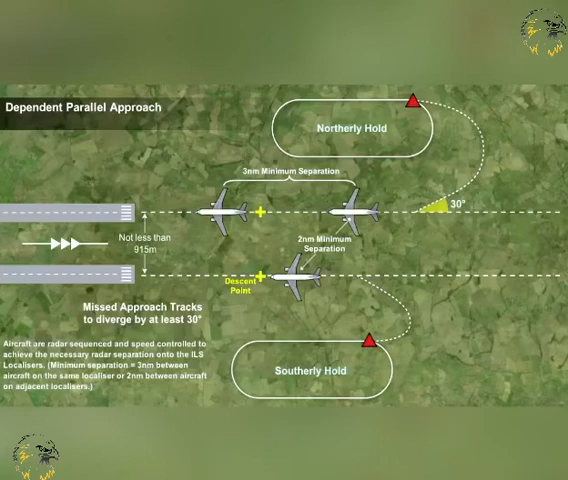 Dependent Parallel Approach
Northerly Hold
3nm Minimum Separation
30°
Not less than
915m
2nm Minimum
Separation
Descent
Point
Missed Approach Tracks
to diverge by at least 30°
Southerly Hold
Aircraft are radar sequenced and speed controlled to
achieve the necessary radar separation onto the ILS
Localisers. (Minimum separation = 3nm between
aircraft on the same localiser or 2nm between aircraft
on adjacent localisers.)